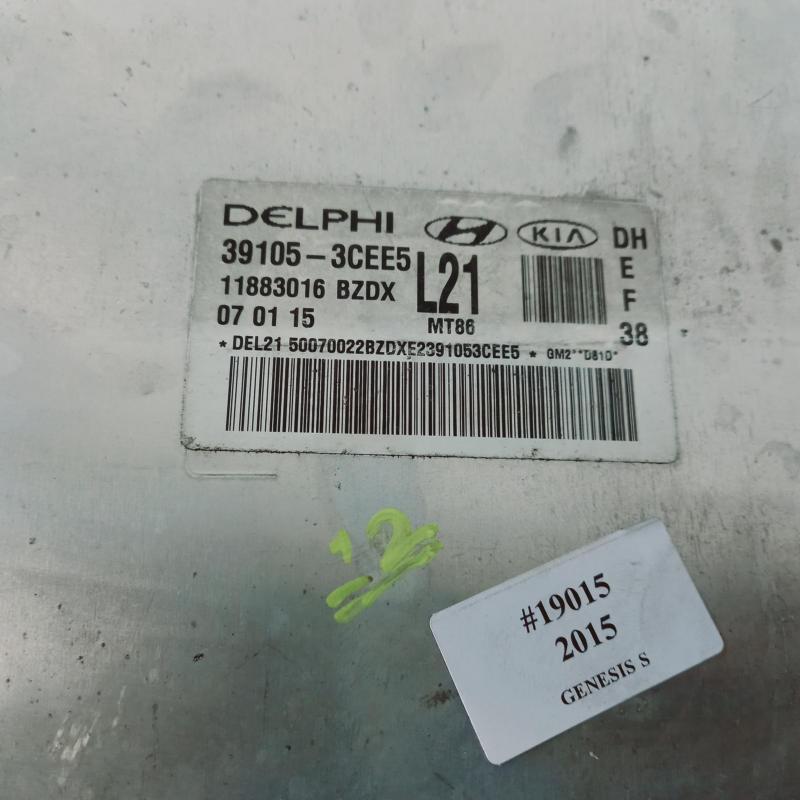 DELPHI H KIA DH
39105-3CEE5 L21 E
11883016 BZDX F
07 01 15 MT86 38
* DEL21 50070022BZDXE2391053CEE5 * GM2**D810*
12
#19015
2015
GENESIS S